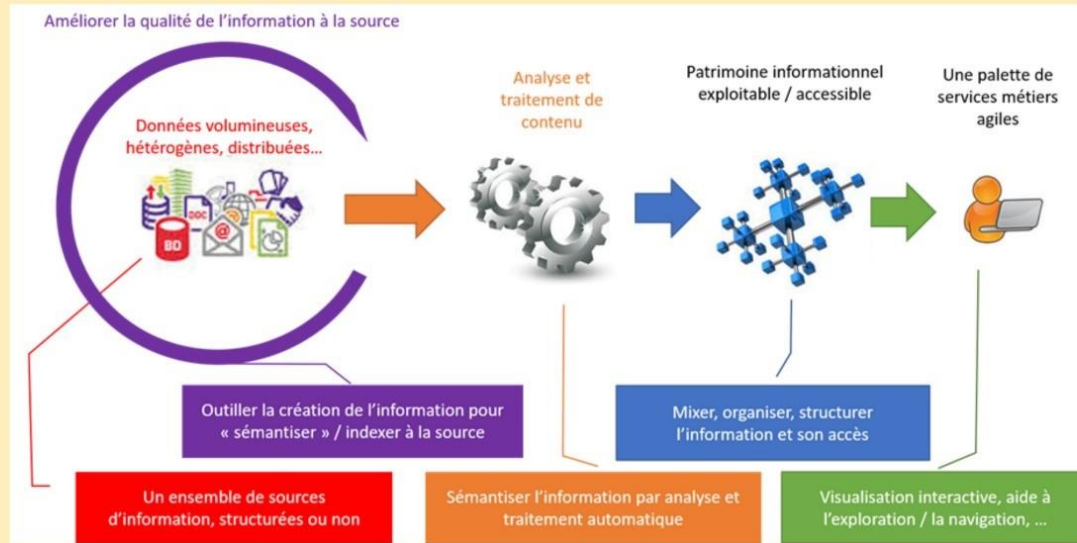 Améliorer la qualité de l’information à la source
Données volumineuses,
hétérogènes, distribuées…
DOC
@
BD
Analyse et
traitement de
contenu
Patrimoine informationnel
exploitable / accessible
Une palette de
services métiers
agiles
Outiller la création de l’information pour
« sémantiser » / indexer à la source
Mixer, organiser, structurer
l’information et son accès
Un ensemble de sources
d’information, structurées ou non
Sémantiser l’information par analyse et
traitement automatique
Visualisation interactive, aide à
l’exploration / la navigation, …